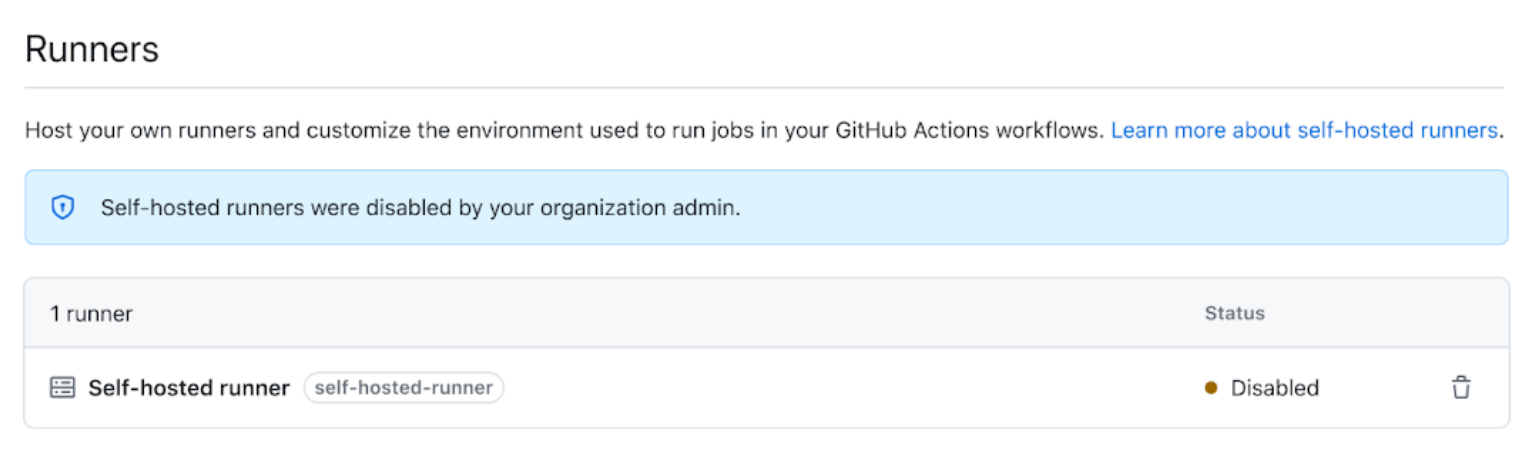 Runners
Host your own runners and customize the environment used to run jobs in your GitHub Actions workflows. Learn more about self-hosted runners.
Self-hosted runners were disabled by your organization admin.
1 runner Status
Self-hosted runner self-hosted-runner Disabled